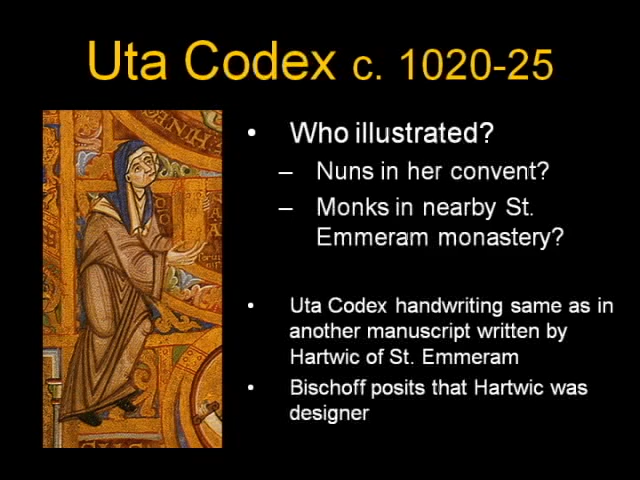 Uta Codex c. 1020-25
• Who illustrated?
– Nuns in her convent?
– Monks in nearby St.
Emmeram monastery?
• Uta Codex handwriting same as in
another manuscript written by
Hartwic of St. Emmeram
• Bischoff posits that Hartwic was
designer